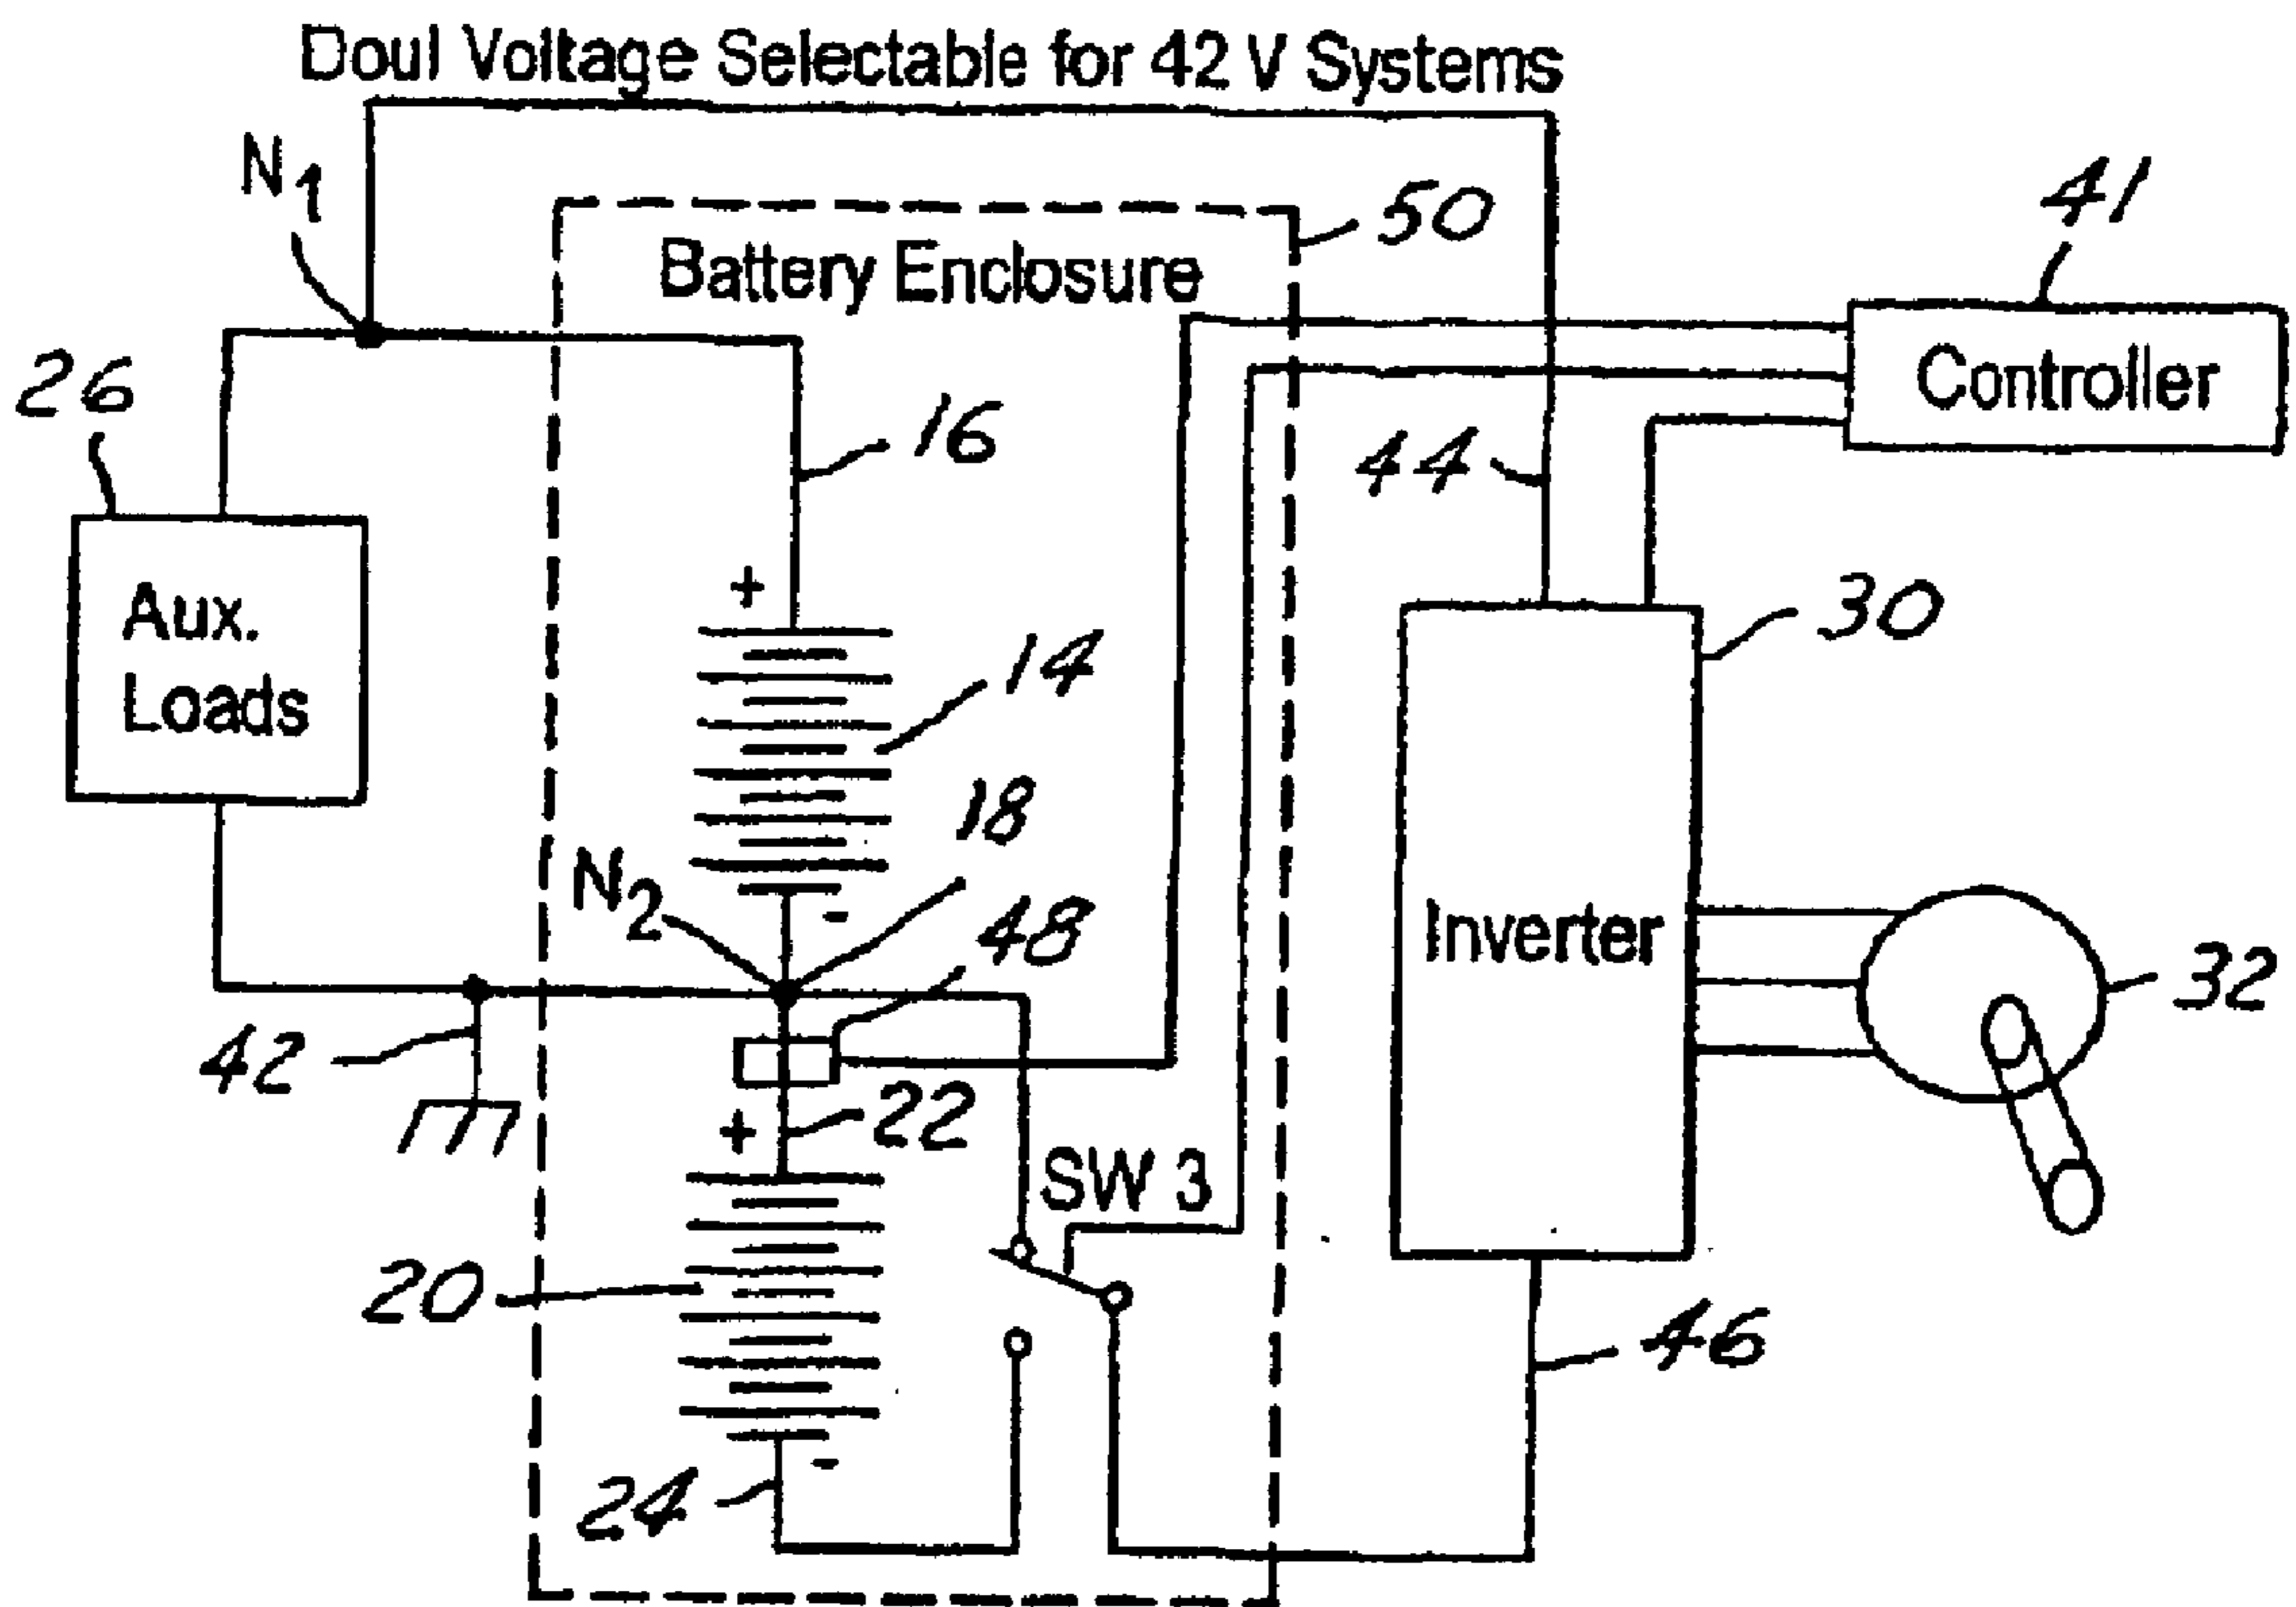 Doul Voltage Selectable for 42 V Systems
N1
50
41
Battery Enclosure
26
Controller
16
44
+
30
Aux.
Loads
14
18
N2
-
48
Inverter
32
42
22
+
SW 3
20
46
24
-